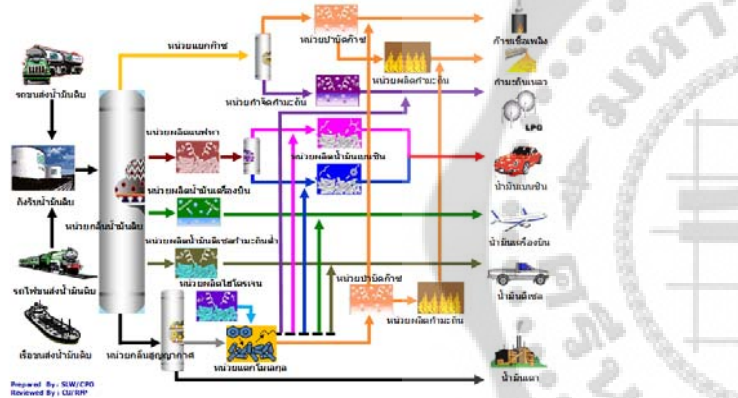 หน่วยแยกก๊าซ
หน่วยบำบัดก๊าซ
ก๊าซเชื้อเพลิง
หน่วยผลิตกำมะถัน
กำมะถันเหลว
รถขนส่งน้ำมันดิบ
หน่วยกำจัดกำมะถัน
LPG
หน่วยผลิตแนฟทา
หน่วยผลิตน้ำมันเบนซิน
น้ำมันเบนซิน
ถังรับน้ำมันดิบ
หน่วยผลิตน้ำมันเครื่องบิน
หน่วยกลั่นน้ำมันดิบ
น้ำมันเครื่องบิน
หน่วยผลิตน้ำมันดีเซลกำมะถันต่ำ
รถไฟขนส่งน้ำมันดิบ
หน่วยผลิตไฮโดรเจน
หน่วยบำบัดก๊าซ
น้ำมันดีเซล
หน่วยผลิตกำมะถัน
เรือขนส่งน้ำมันดิบ
หน่วยกลั่นสุญญากาศ
หน่วยแตกโมเลกุล
น้ำมันเตา
Prepared By : SLW/CPO
Reviewed By : CU/RPP